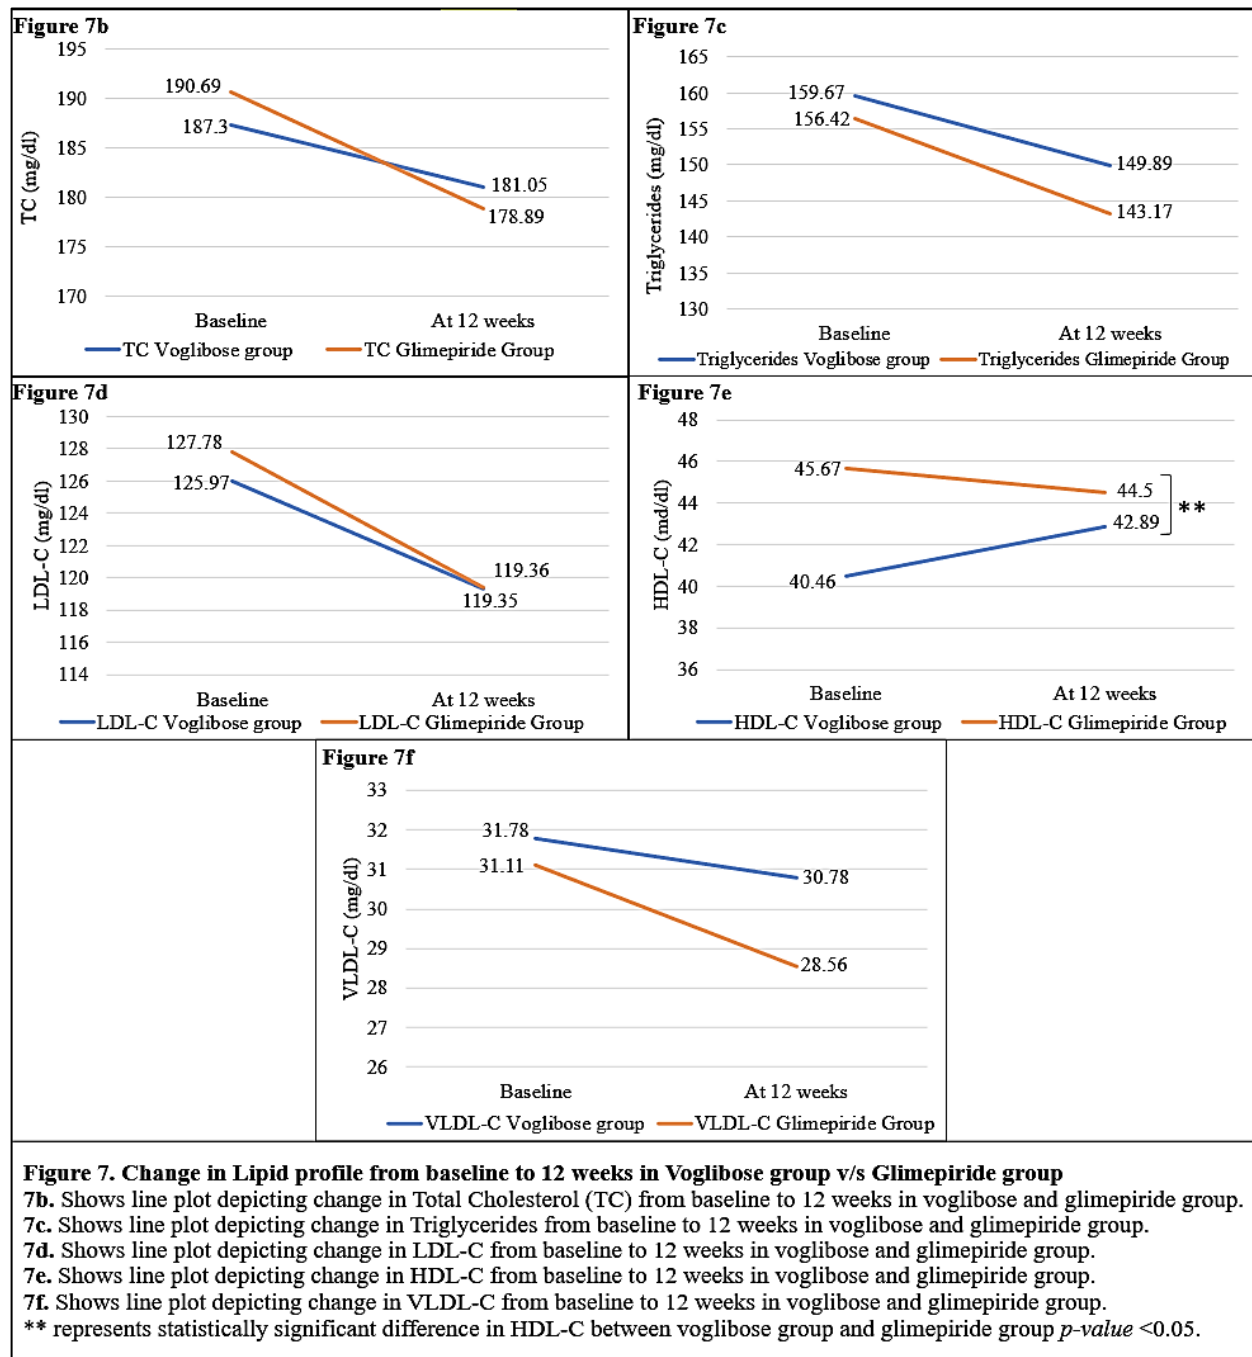 Figure 7b
195
190
185
180
175
170
TC (mg/dl)
190.69
187.3
181.05
178.89
Baseline
At 12 weeks
TC Voglibose group
TC Glimepiride Group
Figure 7c
165
160
155
150
145
140
135
130
Triglycerides (mg/dl)
159.67
156.42
149.89
143.17
Baseline
At 12 weeks
Triglycerides Voglibose group
Triglycerides Glimepiride Group
Figure 7d
130
128
126
124
122
120
118
116
114
LDL-C (mg/dl)
127.78
125.97
119.36
119.35
Baseline
At 12 weeks
LDL-C Voglibose group
LDL-C Glimepiride Group
Figure 7e
48
46
44
42
40
38
36
HDL-C (md/dl)
45.67
40.46
44.5
42.89
**
Baseline
At 12 weeks
HDL-C Voglibose group
HDL-C Glimepiride Group
Figure 7f
33
32
31
30
29
28
27
26
VLDL-C (mg/dl)
31.78
31.11
30.78
28.56
Baseline
At 12 weeks
VLDL-C Voglibose group
VLDL-C Glimepiride Group
Figure 7. Change in Lipid profile from baseline to 12 weeks in Voglibose group v/s Glimepiride group
7b. Shows line plot depicting change in Total Cholesterol (TC) from baseline to 12 weeks in voglibose and glimepiride group.
7c. Shows line plot depicting change in Triglycerides from baseline to 12 weeks in voglibose and glimepiride group.
7d. Shows line plot depicting change in LDL-C from baseline to 12 weeks in voglibose and glimepiride group.
7e. Shows line plot depicting change in HDL-C from baseline to 12 weeks in voglibose and glimepiride group.
7f. Shows line plot depicting change in VLDL-C from baseline to 12 weeks in voglibose and glimepiride group.
** represents statistically significant difference in HDL-C between voglibose group and glimepiride group p-value <0.05.